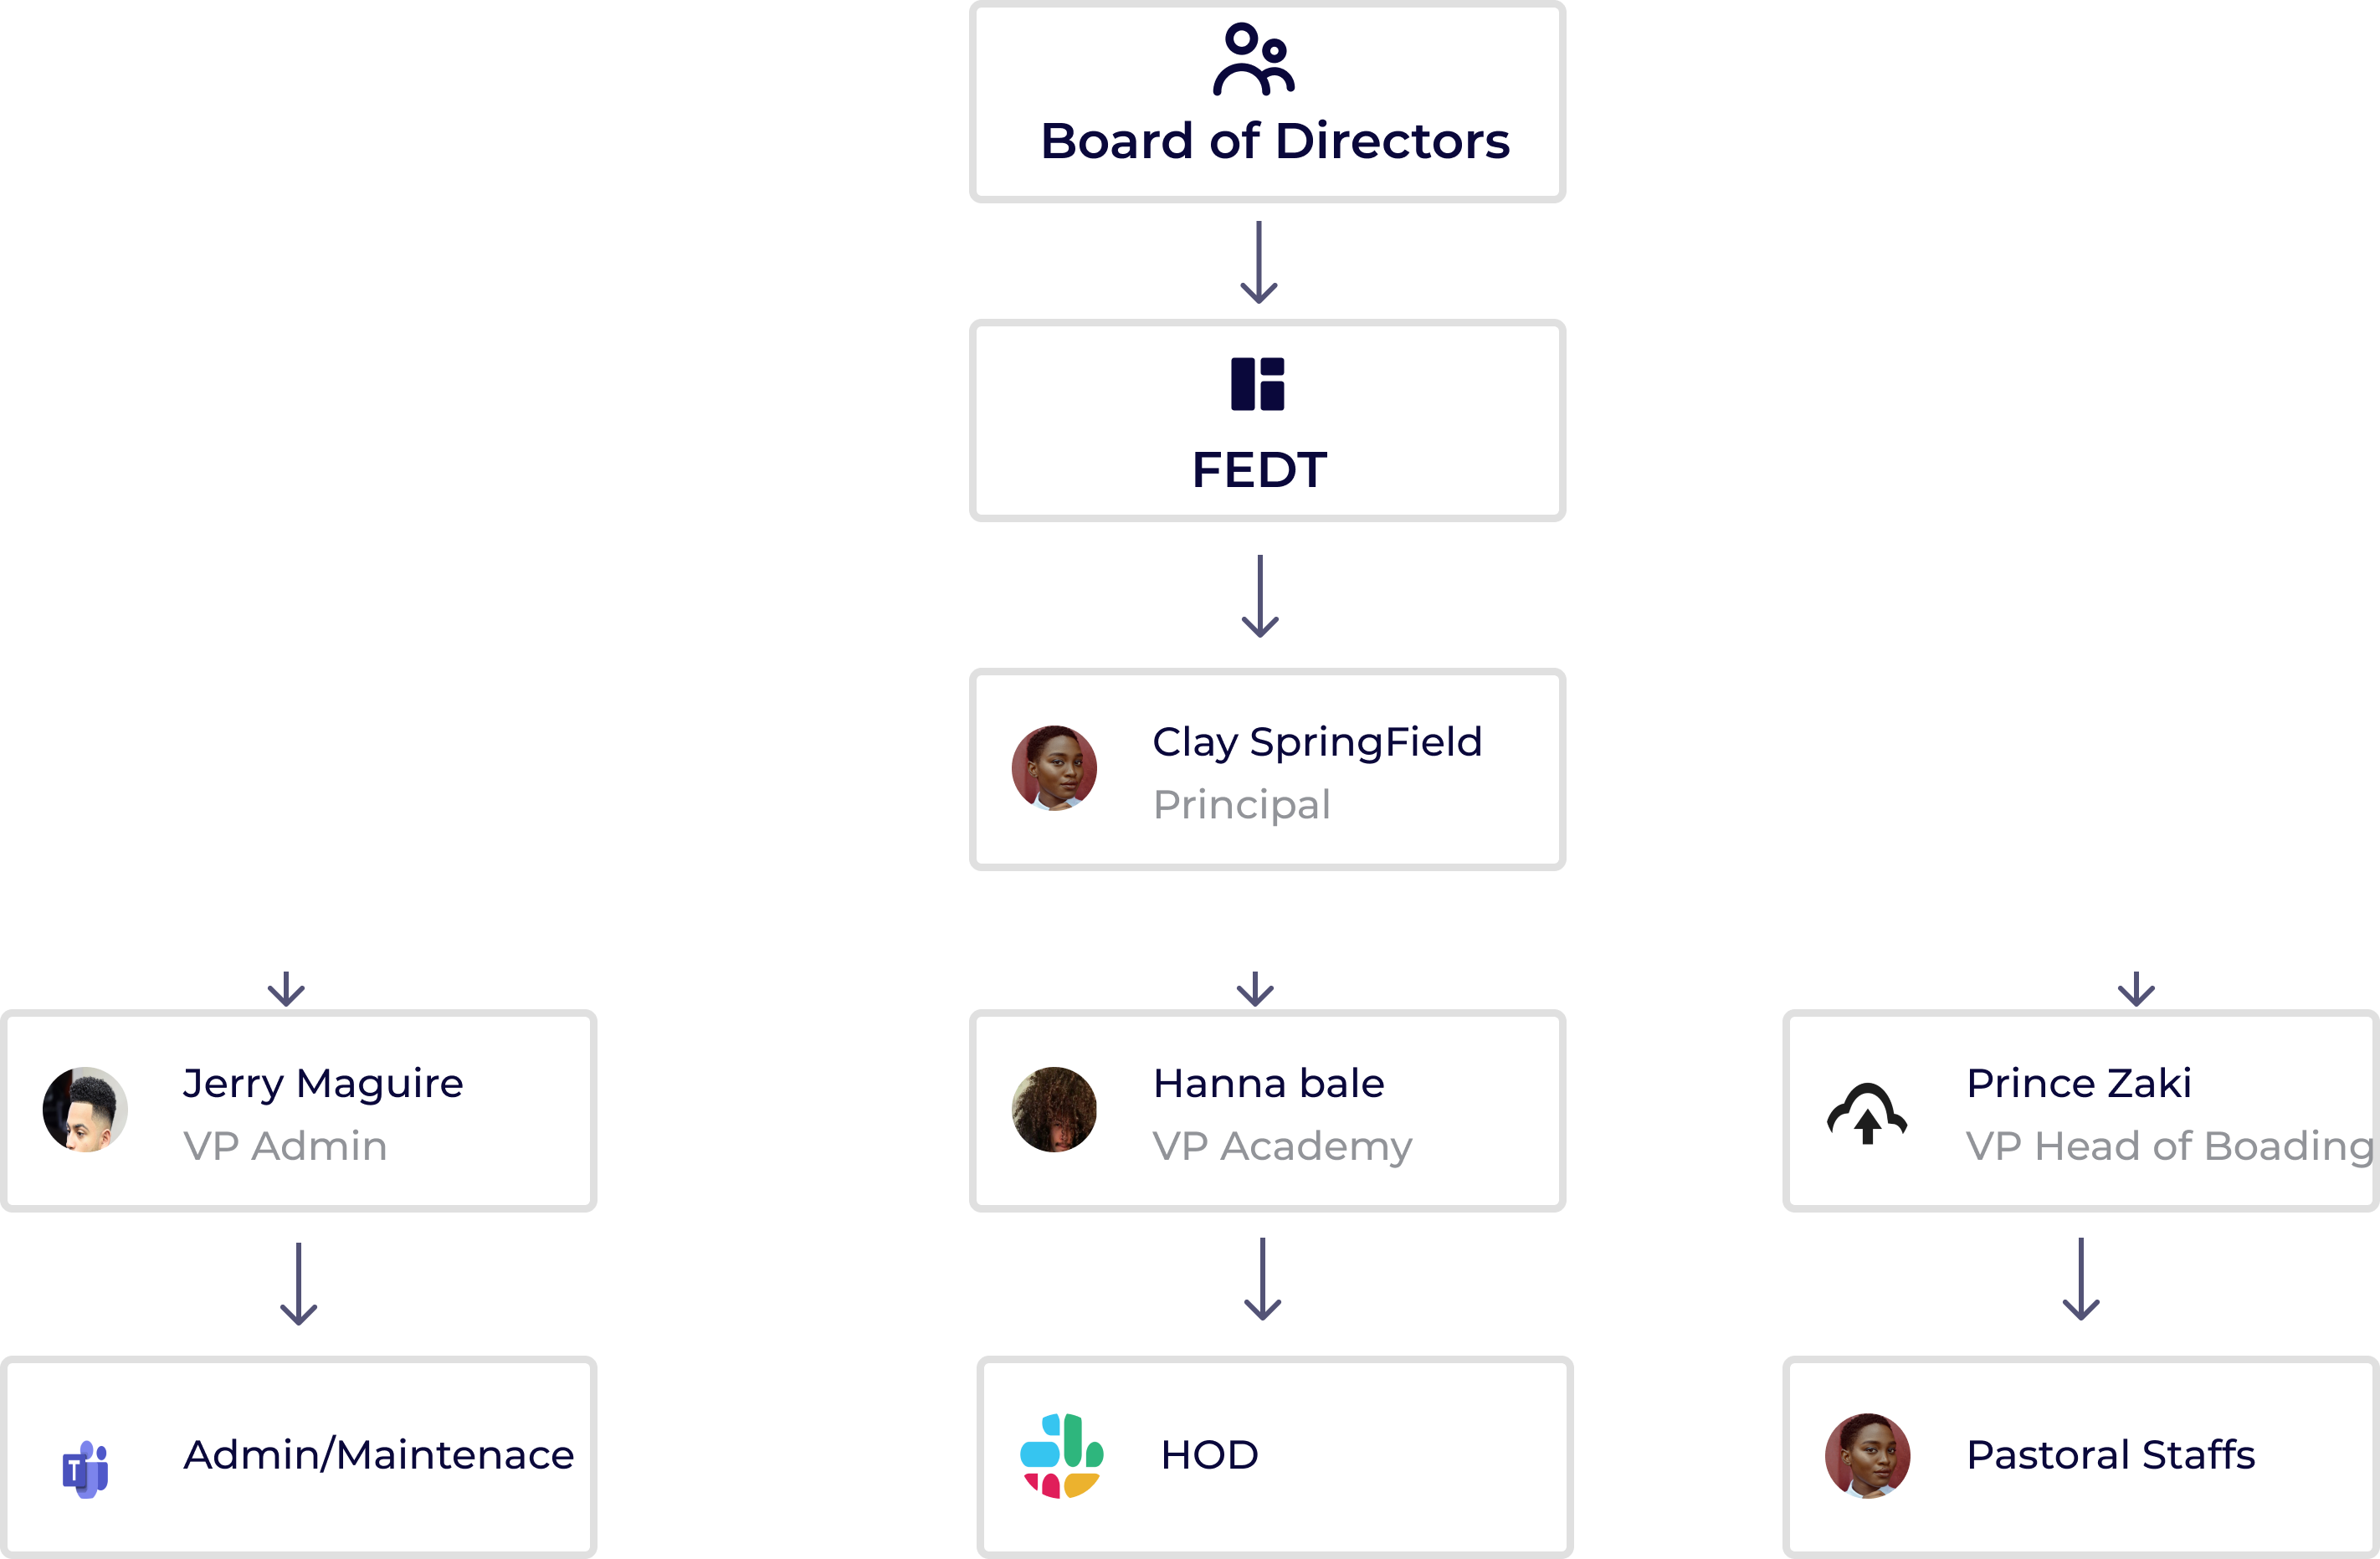 Board of Directors
FEDT
Clay SpringField
Principal
Jerry Maguire
VP Admin
Hanna bale
VP Academy
Prince Zaki
VP Head of Boading
T
Admin/Maintenace
HOD
Pastoral Staffs